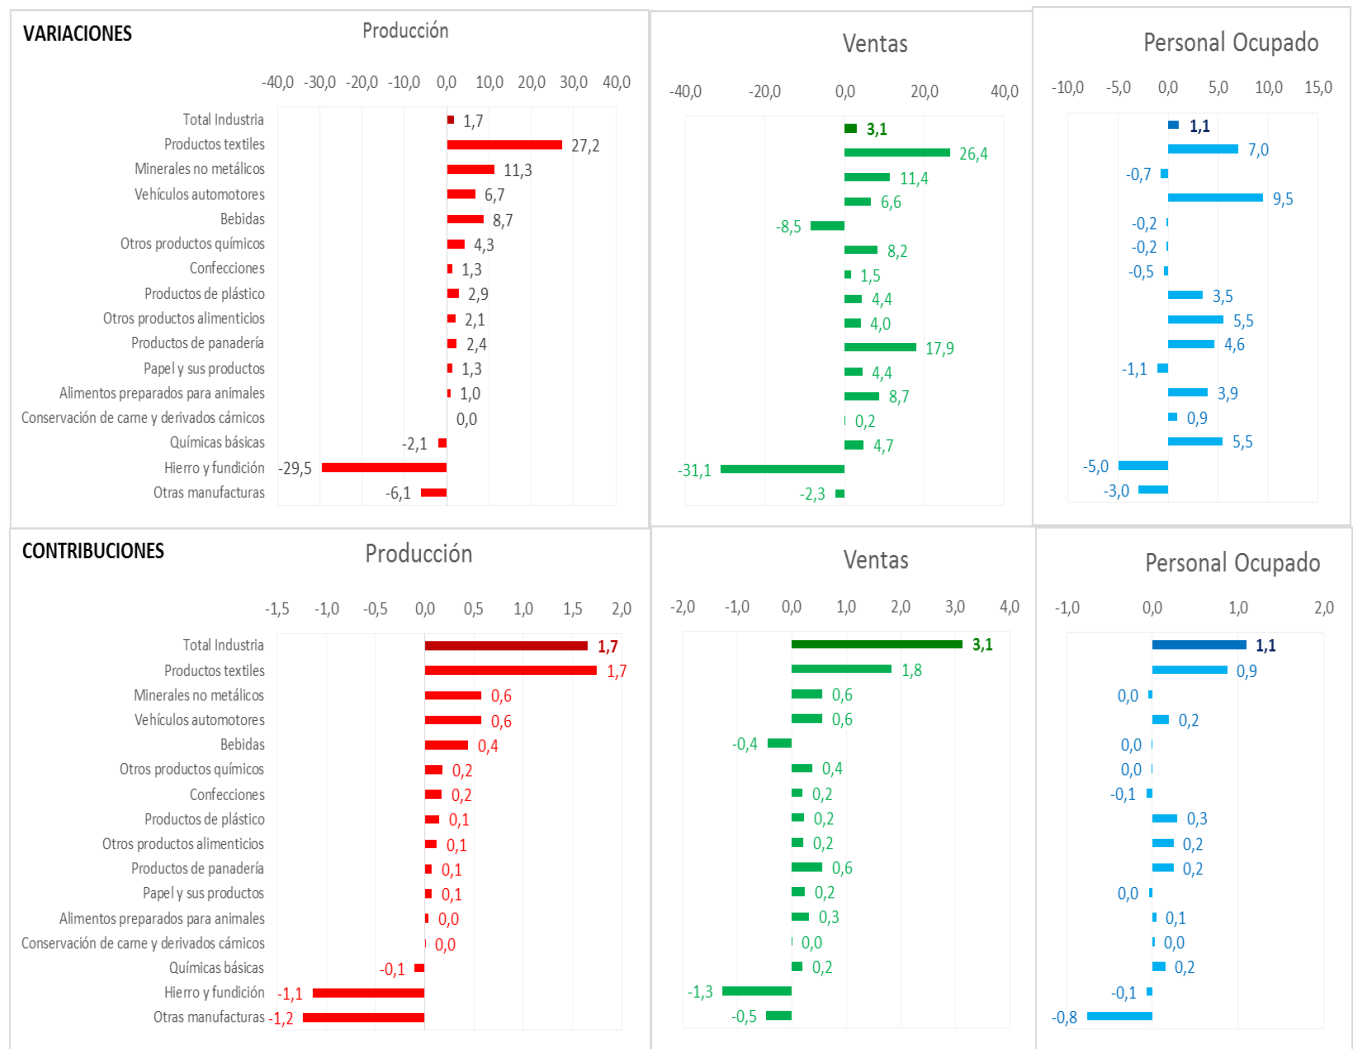 VARIACIONES
Producción
-40,0 -30,0 -20,0 -10,0 0,0 10,0 20,0 30,0 40,0
Total Industria 1,7
Productos textiles 27,2
Minerales no metálicos 11,3
Vehículos automotores 6,7
Bebidas 8,7
Otros productos químicos 4,3
Confecciones 1,3
Productos de plástico 2,9
Otros productos alimenticios 2,1
Productos de panadería 2,4
Papel y sus productos 1,3
Alimentos preparados para animales 1,0
Conservación de carne y derivados cárnicos 0,0
Químicas básicas -2,1
Hierro y fundición -29,5
Otras manufacturas -6,1
Ventas
-40,0 -20,0 0,0 20,0 40,0
3,1
26,4
11,4
6,6
-8,5
8,2
1,5
4,4
4,0
17,9
4,4
8,7
0,2
4,7
-31,1
-2,3
Personal Ocupado
-10,0 -5,0 0,0 5,0 10,0 15,0
1,1
7,0
-0,7
9,5
-0,2
-0,2
-0,5
3,5
5,5
4,6
-1,1
3,9
0,9
5,5
-5,0
-3,0
CONTRIBUCIONES
Producción
-1,5 -1,0 -0,5 0,0 0,5 1,0 1,5 2,0
Total Industria 1,7
Productos textiles 1,7
Minerales no metálicos 0,6
Vehículos automotores 0,6
Bebidas 0,4
Otros productos químicos 0,2
Confecciones 0,2
Productos de plástico 0,1
Otros productos alimenticios 0,1
Productos de panadería 0,1
Papel y sus productos 0,1
Alimentos preparados para animales 0,0
Conservación de carne y derivados cárnicos 0,0
Químicas básicas -0,1
Hierro y fundición -1,1
Otras manufacturas -1,2
Ventas
-2,0 -1,0 0,0 1,0 2,0 3,0 4,0
3,1
1,8
0,6
0,6
-0,4
0,4
0,2
0,2
0,2
0,6
0,2
0,3
0,0
0,2
-1,3
-0,5
Personal Ocupado
-1,0 0,0 1,0 2,0
1,1
0,9
0,0
0,2
0,0
0,0
-0,1
0,3
0,2
0,2
0,0
0,1
0,0
0,2
-0,1
-0,8